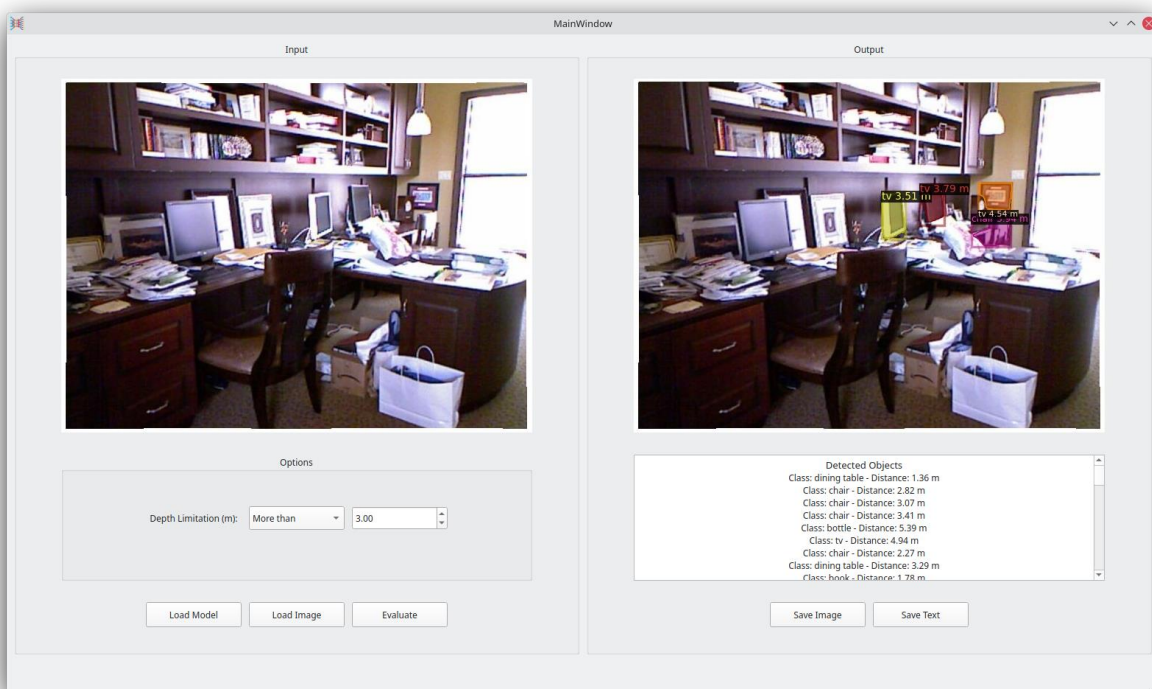 MainWindow
Input
Output
tv 3.51 m
tv 3.79 m
tv 4.54 m
chair 3.94 m
Options
Depth Limitation (m):
More than
3.00
Load Model
Load Image
Evaluate
Detected Objects
Class: dining table - Distance: 1.36 m
Class: chair - Distance: 2.82 m
Class: chair - Distance: 3.07 m
Class: chair - Distance: 3.41 m
Class: bottle - Distance: 5.39 m
Class: tv - Distance: 4.94 m
Class: chair - Distance: 2.27 m
Class: dining table - Distance: 3.29 m
Class: book - Distance: 1.78 m
Save Image
Save Text